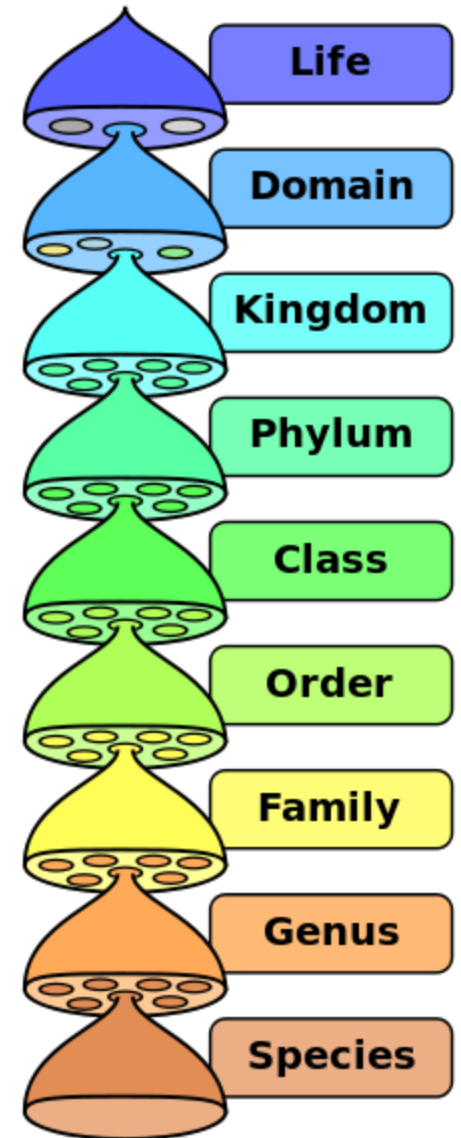 Life
Domain
Kingdom
Phylum
Class
Order
Family
Genus
Species